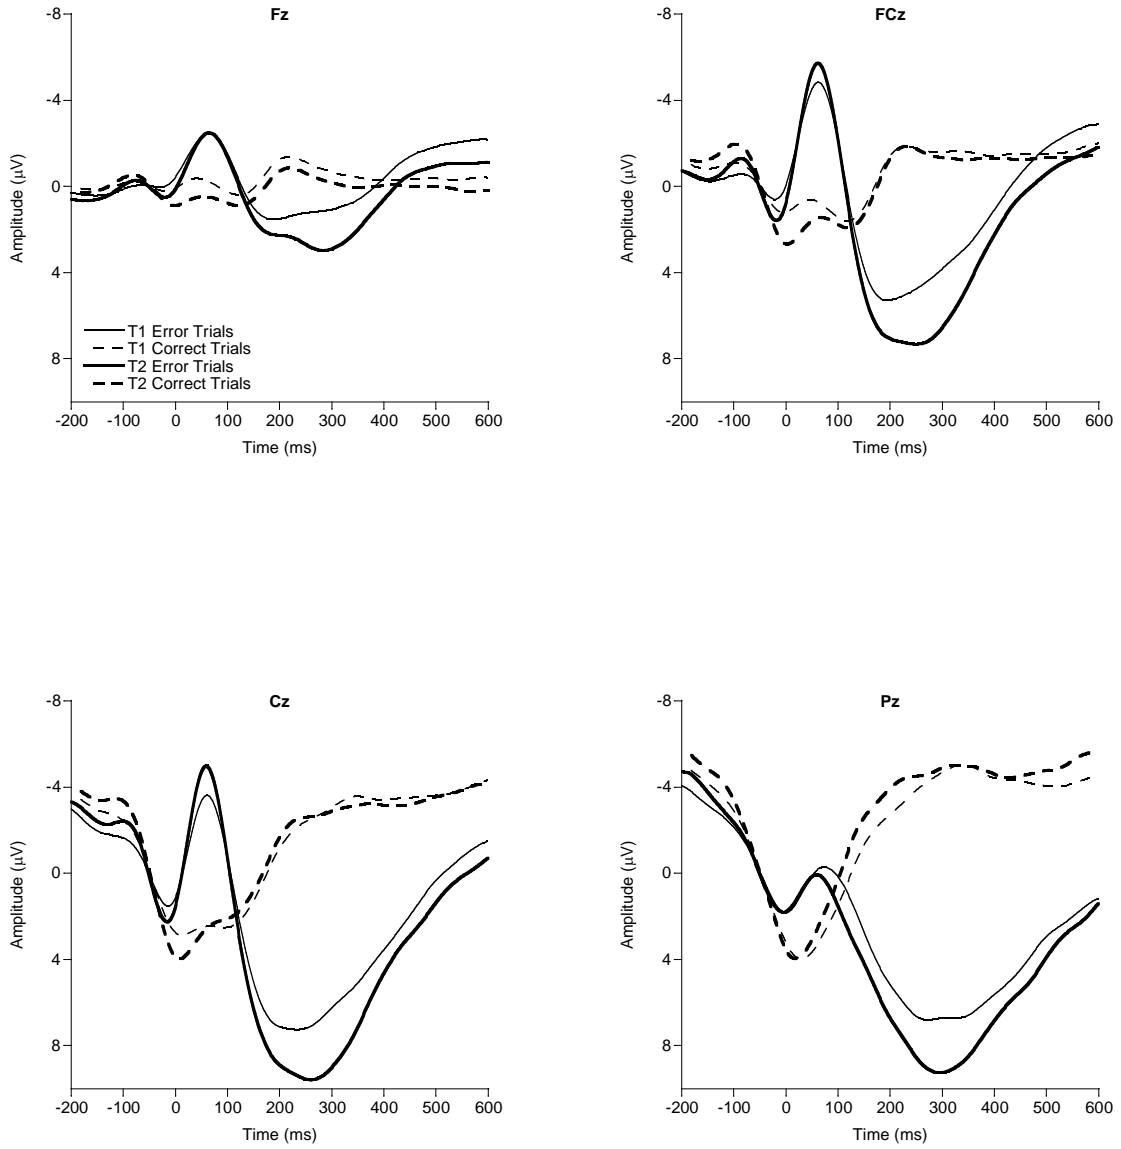 Fz
-8
-4
0
4
8
Amplitude (μV)
T1 Error Trials
T1 Correct Trials
T2 Error Trials
T2 Correct Trials
-200 -100 0 100 200 300 400 500 600
Time (ms)
FCz
-8
-4
0
4
8
Amplitude (μV)
-200 -100 0 100 200 300 400 500 600
Time (ms)
Cz
-8
-4
0
4
8
Amplitude (μV)
-200 -100 0 100 200 300 400 500 600
Time (ms)
Pz
-8
-4
0
4
8
Amplitude (μV)
-200 -100 0 100 200 300 400 500 600
Time (ms)